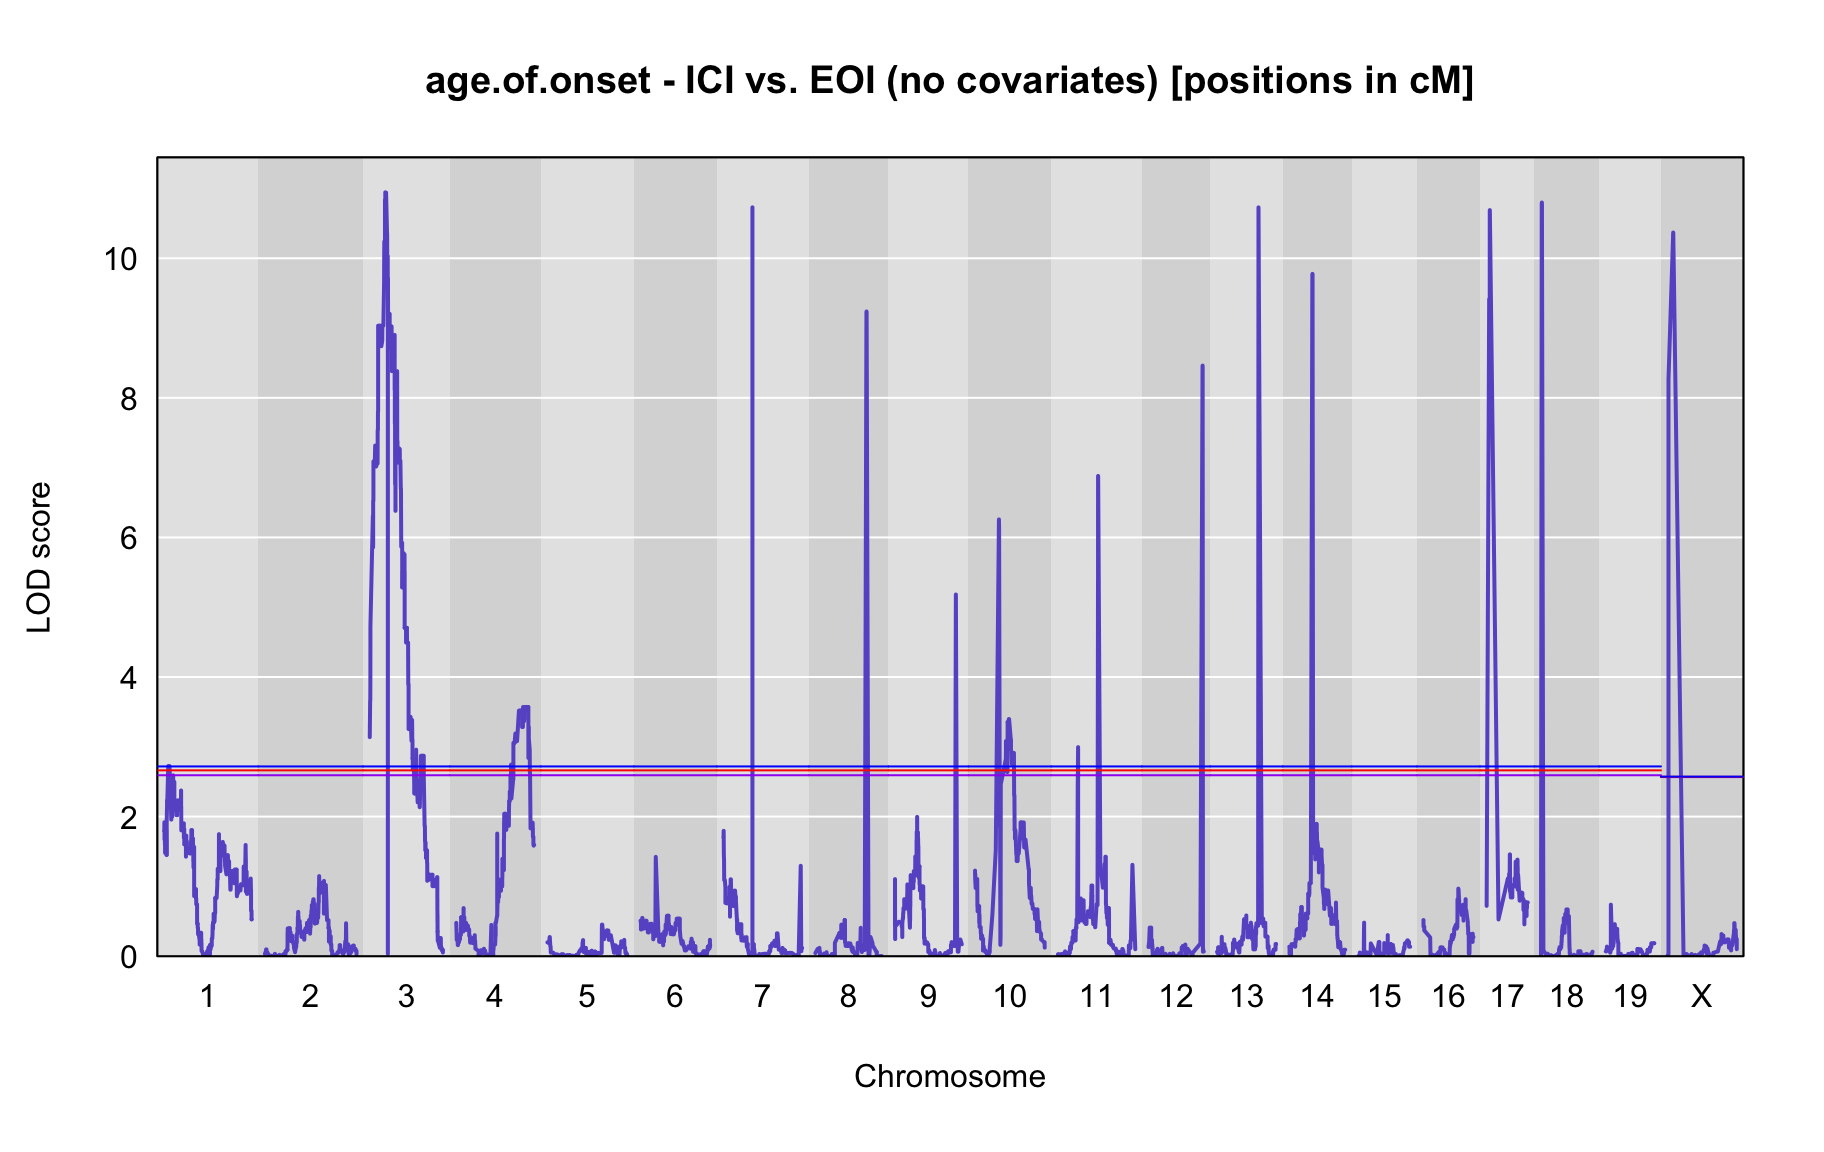 age.of.onset - ICI vs. EOI (no covariates) [positions in cM]
10
8
6
4
2
0
LOD score
1 2 3 4 5 6 7 8 9 10 11 12 13 14 15 16 17 18 19 X
Chromosome